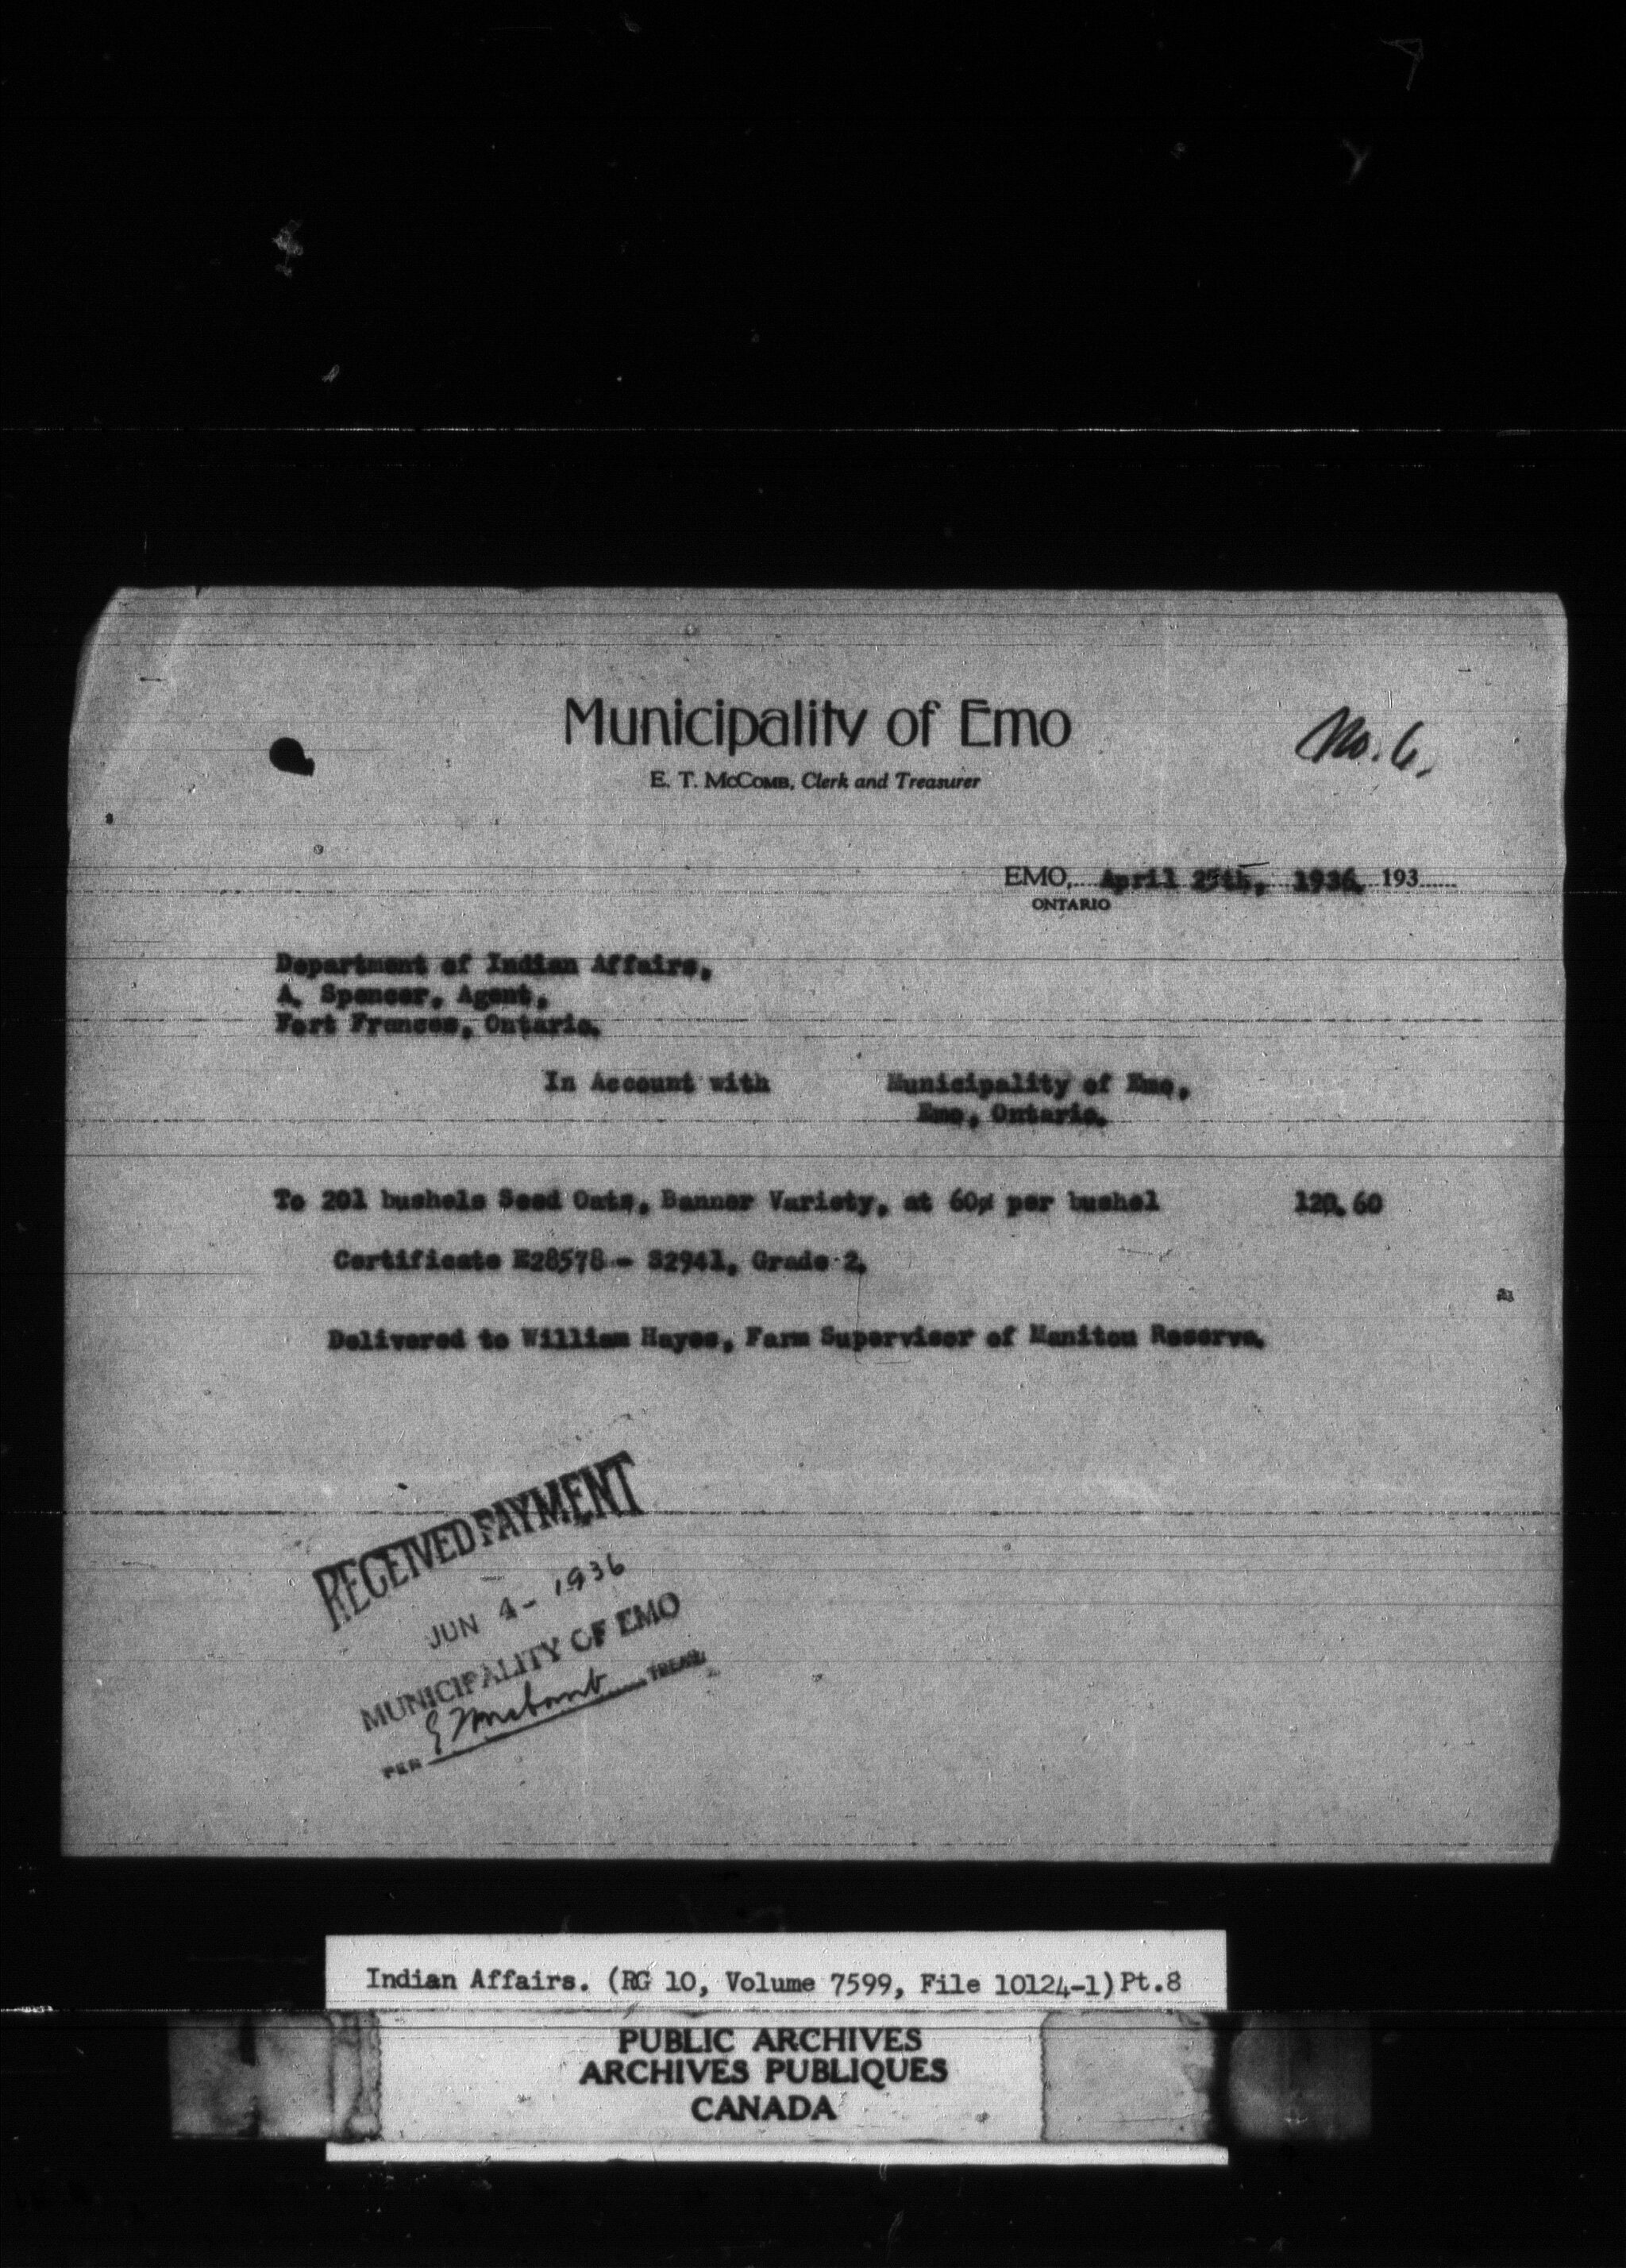 Municipality of Emo
No. 6.
E. T. McComb, Clerk and Treasurer
EMO, April 25th, 1936. 193
ONTARIO
Department of Indian Affairs,
A. Spencer, Agent,
Fort Frances, Ontario.
In Account with Municipality of Emo,
Emo, Ontario.
To 201 bushels Seed Oats, Banner Variety, at 60¢ per bushel 120.60
Certificate E28578 - S2941, Grade 2.
Delivered to William Hayes, Farm Supervisor of Manitou Reserve.
RECEIVED PAYMENT
JUN 4 - 1936
MUNICIPALITY OF EMO
PER E T McComb TREAS.
Indian Affairs. (RG 10, Volume 7599, File 10124-1) Pt.8
PUBLIC ARCHIVES
ARCHIVES PUBLIQUES
CANADA